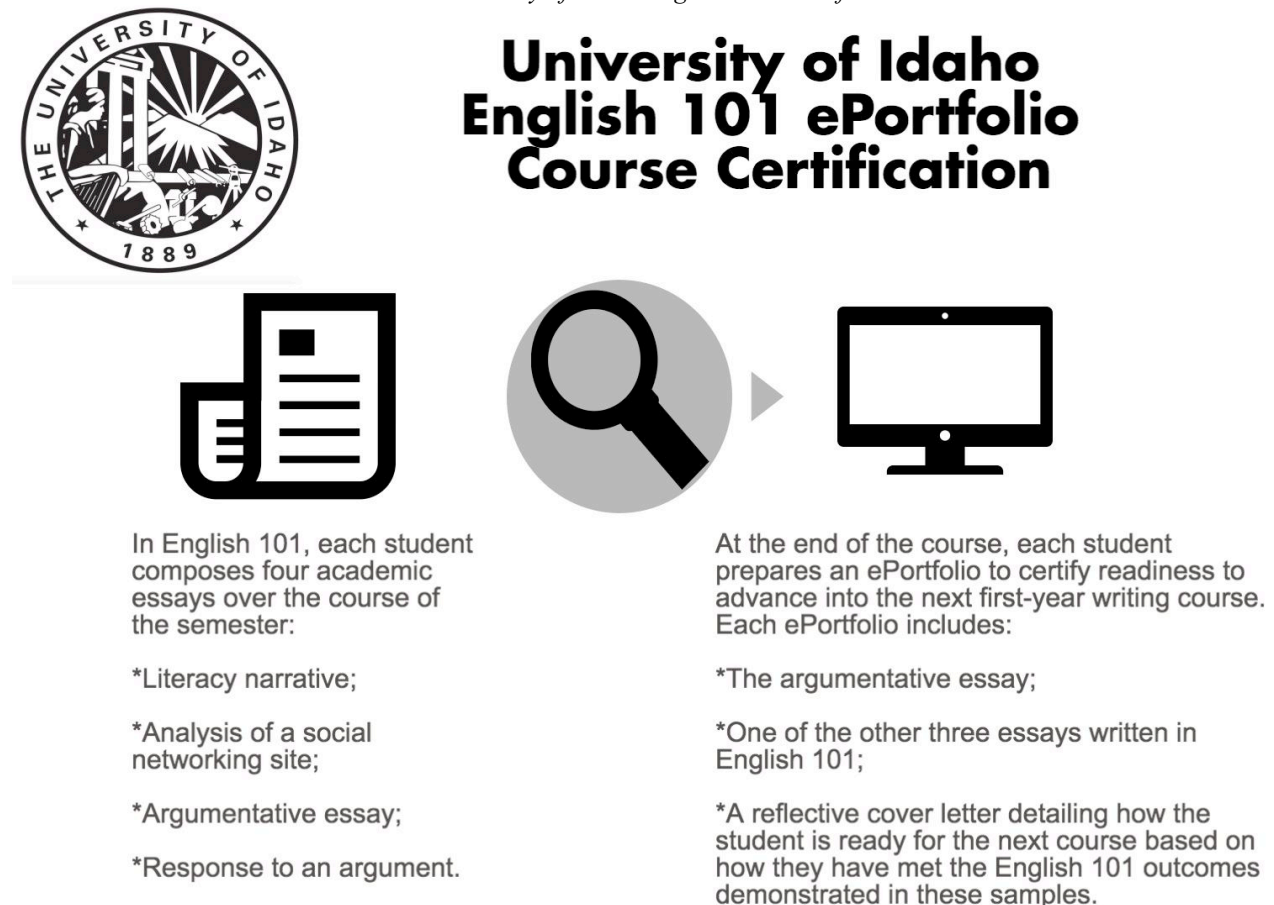 THE UNIVERSITY OF IDAHO
1889
University of Idaho
English 101 ePortfolio
Course Certification
In English 101, each student
composes four academic
essays over the course of
the semester:
*Literacy narrative;
*Analysis of a social
networking site;
*Argumentative essay;
*Response to an argument.
At the end of the course, each student
prepares an ePortfolio to certify readiness to
advance into the next first-year writing course.
Each ePortfolio includes:
*The argumentative essay;
*One of the other three essays written in
English 101;
*A reflective cover letter detailing how the
student is ready for the next course based on
how they have met the English 101 outcomes
demonstrated in these samples.